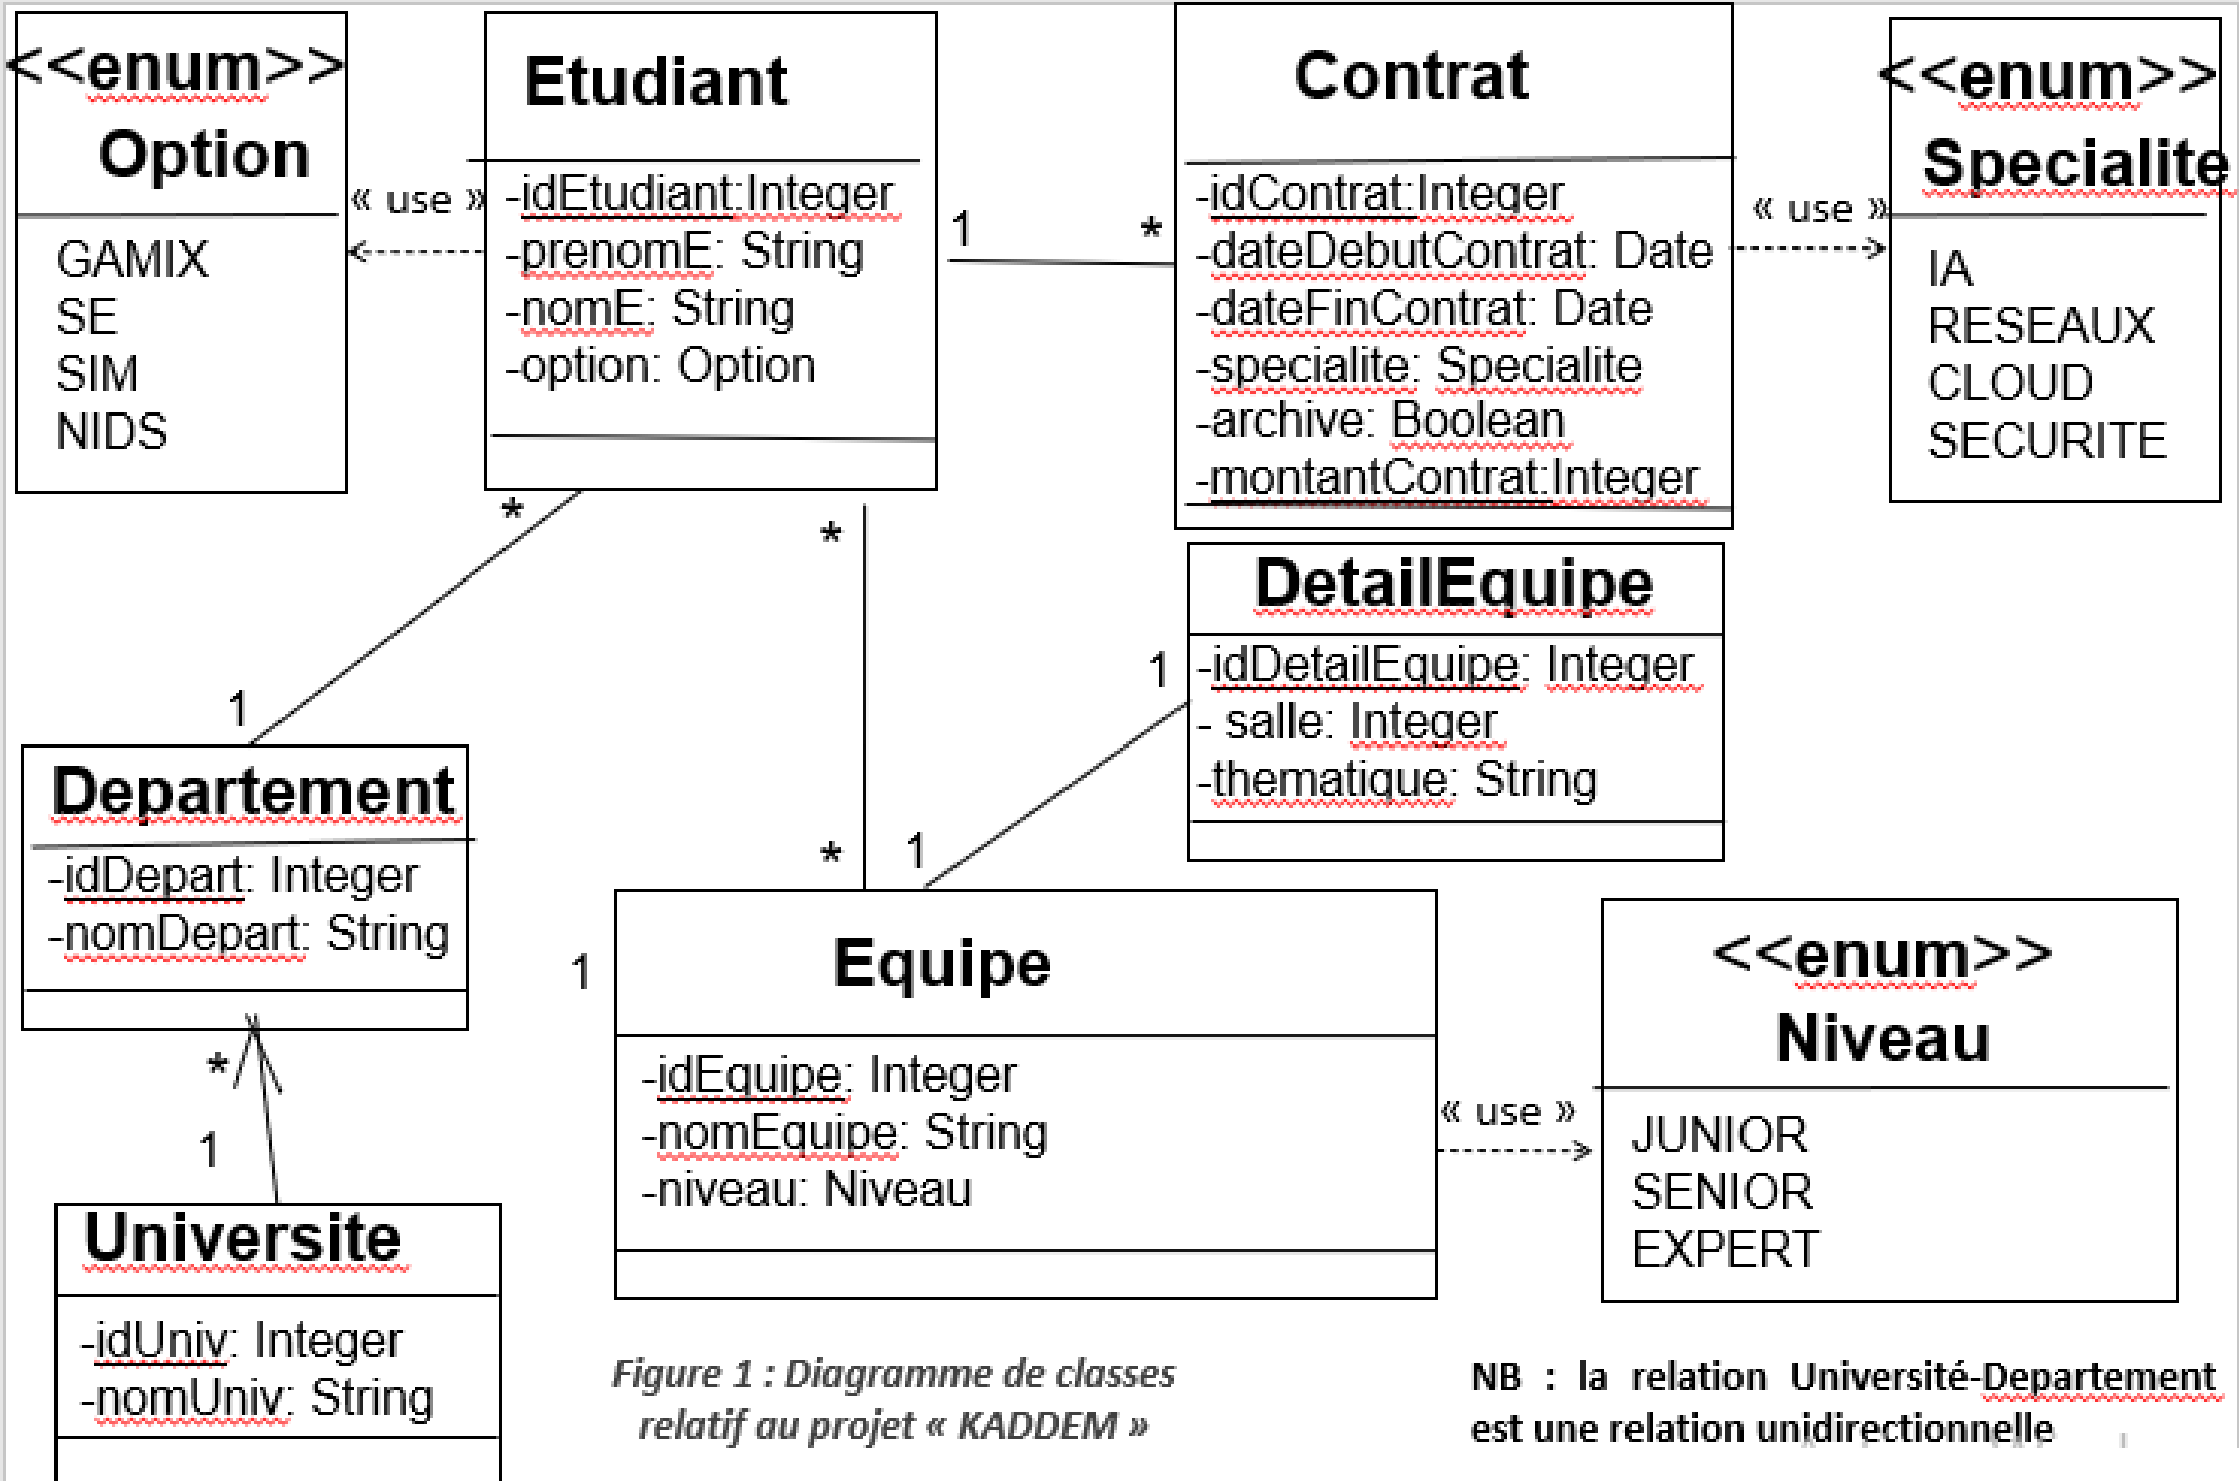 <<enum>>
Option
GAMIX
SE
SIM
NIDS
« use »
Etudiant
-idEtudiant:Integer
-prenomE: String
-nomE: String
-option: Option
1
*
Contrat
-idContrat:Integer
-dateDebutContrat: Date
-dateFinContrat: Date
-specialite: Specialite
-archive: Boolean
-montantContrat:Integer
« use »
<<enum>>
Specialite
IA
RESEAUX
CLOUD
SECURITE
*
*
DetailEquipe
-idDetailEquipe: Integer
- salle: Integer
-thematique: String
1
1
1
*
Departement
-idDepart: Integer
-nomDepart: String
*
1
1
Equipe
-idEquipe: Integer
-nomEquipe: String
-niveau: Niveau
« use »
<<enum>>
Niveau
JUNIOR
SENIOR
EXPERT
Universite
-idUniv: Integer
-nomUniv: String
Figure 1 : Diagramme de classes
relatif au projet « KADDEM »
NB : la relation Université-Departement
est une relation unidirectionnelle